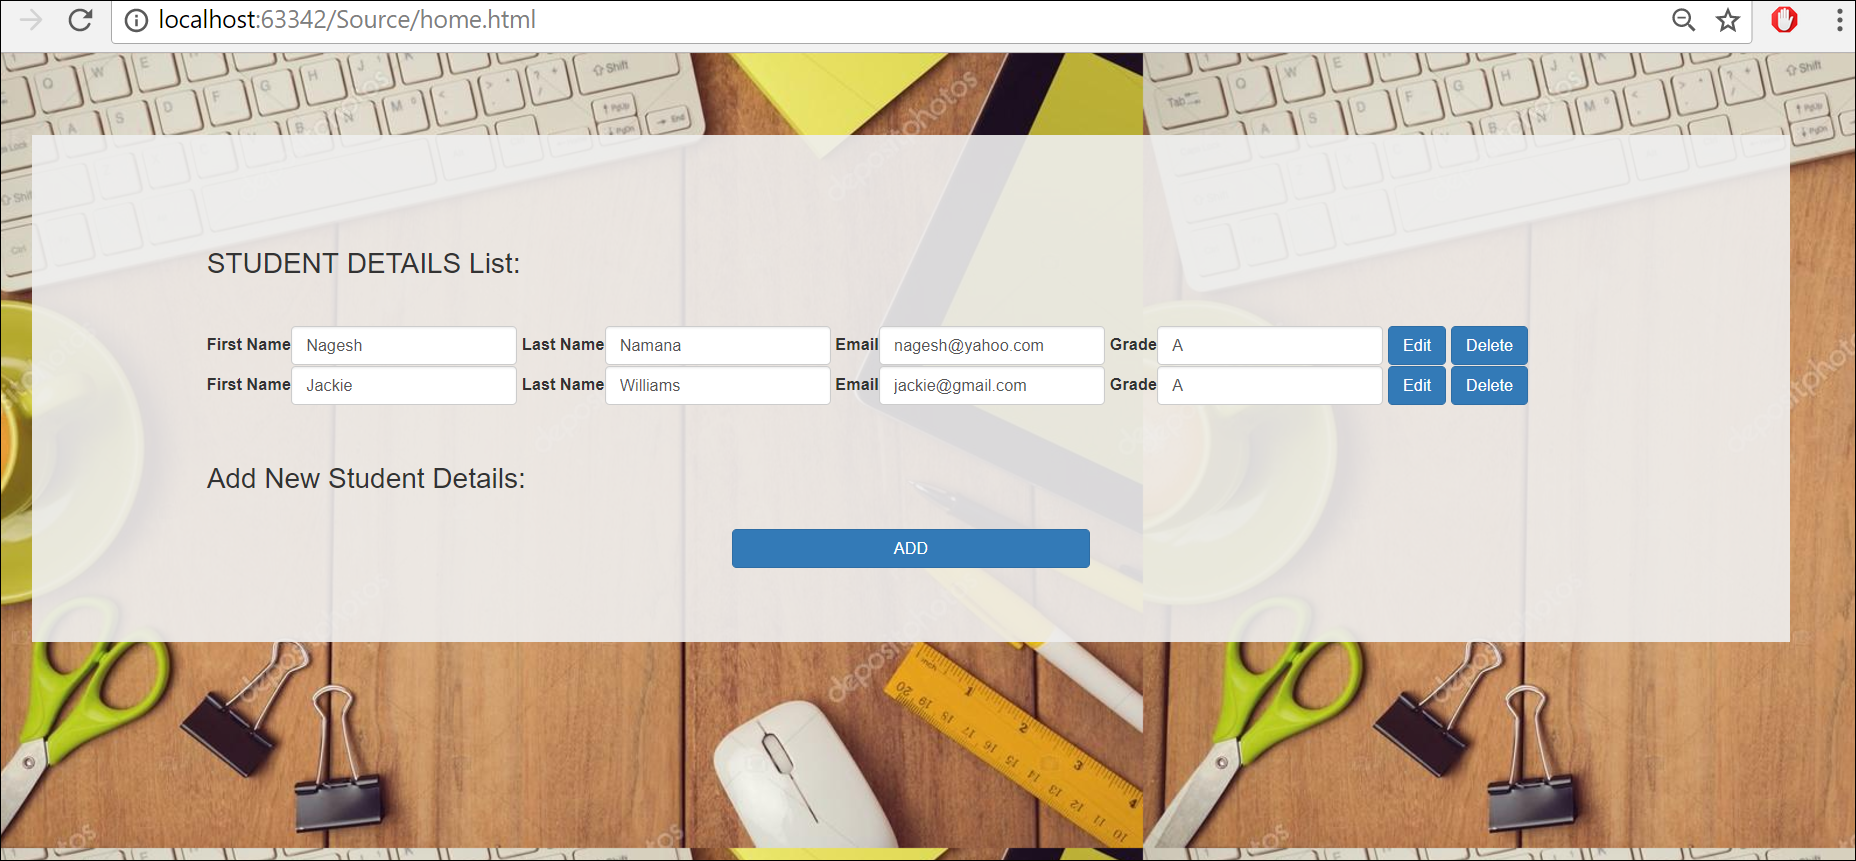 localhost:63342/Source/home.html
depositphotos
STUDENT DETAILS List:
First Name Nagesh Last Name Namana Email nagesh@yahoo.com Grade A Edit Delete
First Name Jackie Last Name Williams Email jackie@gmail.com Grade A Edit Delete
Add New Student Details:
ADD
depositphotos